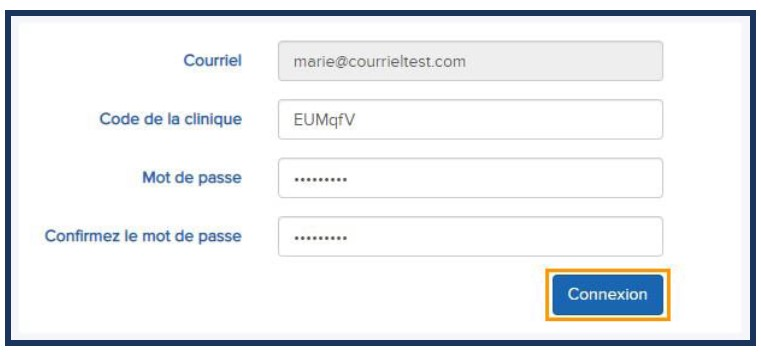 Courriel marie@courrieltest.com
Code de la clinique EUMqfV
Mot de passe •••••••••
Confirmez le mot de passe •••••••••
Connexion